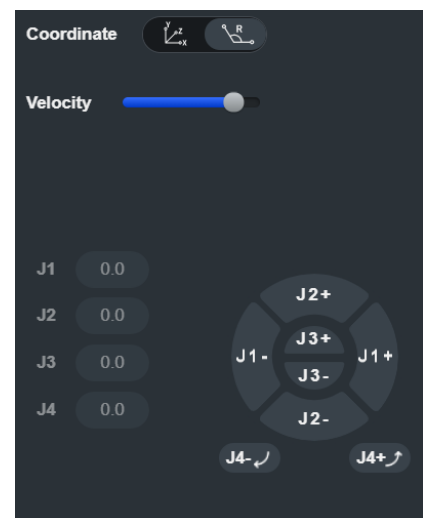 Coordinate
Y Z X
R
Velocity
J1 0.0
J2 0.0
J3 0.0
J4 0.0
J2+
J1- J3+ J1+
J3-
J2-
J4- J4+